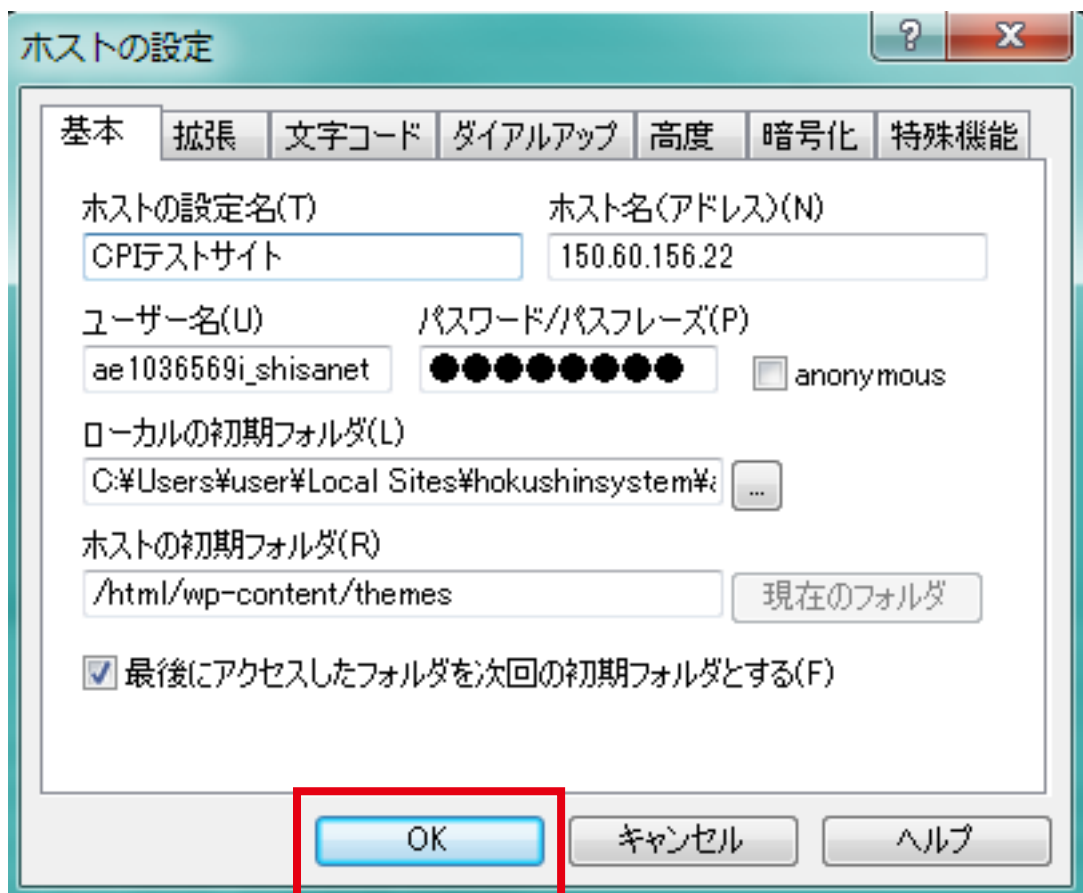 ホストの設定
?
x
基本 拡張 文字コード ダイアルアップ 高度 暗号化 特殊機能
ホストの設定名(T) ホスト名(アドレス)(N)
CPIテストサイト 150.60.156.22
ユーザー名(U) パスワード/パスフレーズ(P)
ae1036569i_shisanet ●●●●●●●● anonymous
ローカルの初期フォルダ(L)
C:¥Users¥user¥Local Sites¥hokushinsystem¥a ...
ホストの初期フォルダ(R)
/html/wp-content/themes 現在のフォルダ
最後にアクセスしたフォルダを次回の初期フォルダとする(F)
OK キャンセル ヘルプ